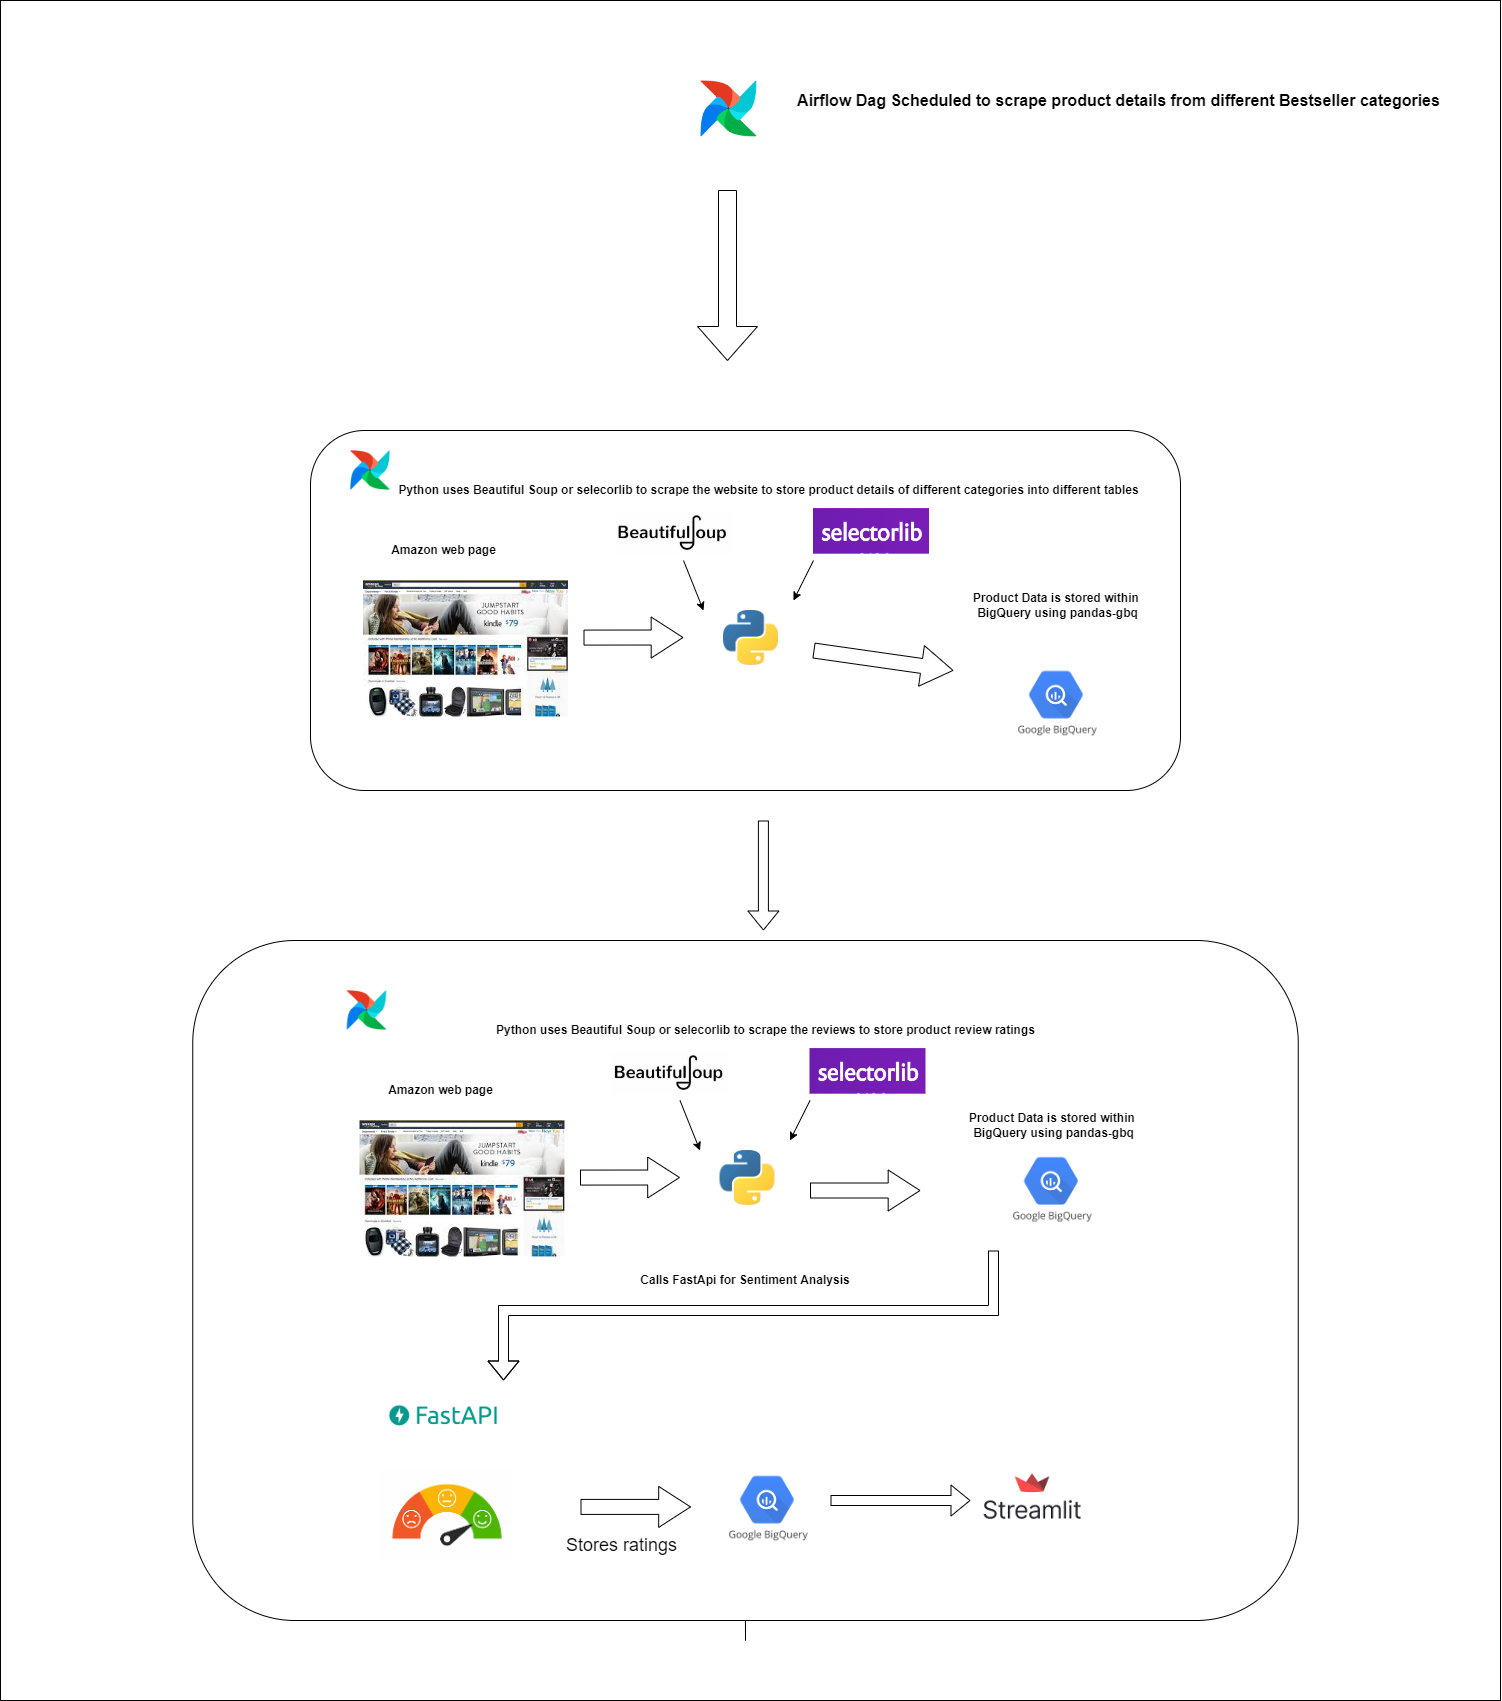 Airflow Dag Scheduled to scrape product details from different Bestseller categories
Python uses Beautiful Soup or selecorlib to scrape the website to store product details of different categories into different tables
BeautifulSoup
selectorlib
Amazon web page
JUMPSTART
GOOD HABITS
kindle $79
Product Data is stored within
BigQuery using pandas-gbq
Google BigQuery
Python uses Beautiful Soup or selecorlib to scrape the reviews to store product review ratings
BeautifulSoup
selectorlib
Amazon web page
JUMPSTART
GOOD HABITS
kindle $79
Product Data is stored within
BigQuery using pandas-gbq
Google BigQuery
Calls FastApi for Sentiment Analysis
FastAPI
Stores ratings
Google BigQuery
Streamlit